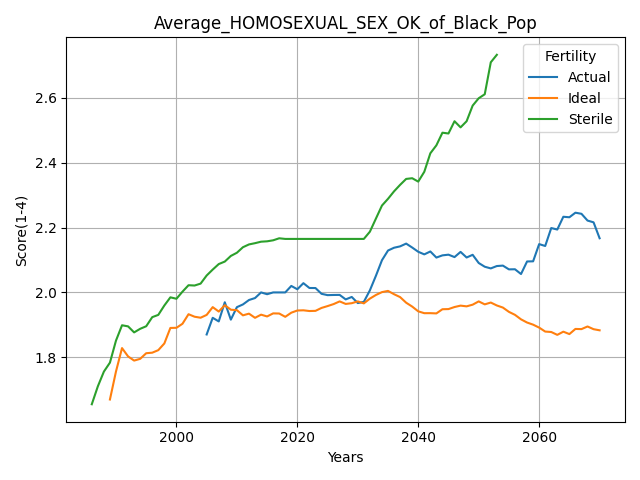 Average_HOMOSEXUAL_SEX_OK_of_Black_Pop
Fertility
Actual
Ideal
Sterile
Score(1-4)
2.6
2.4
2.2
2.0
1.8
2000 2020 2040 2060
Years